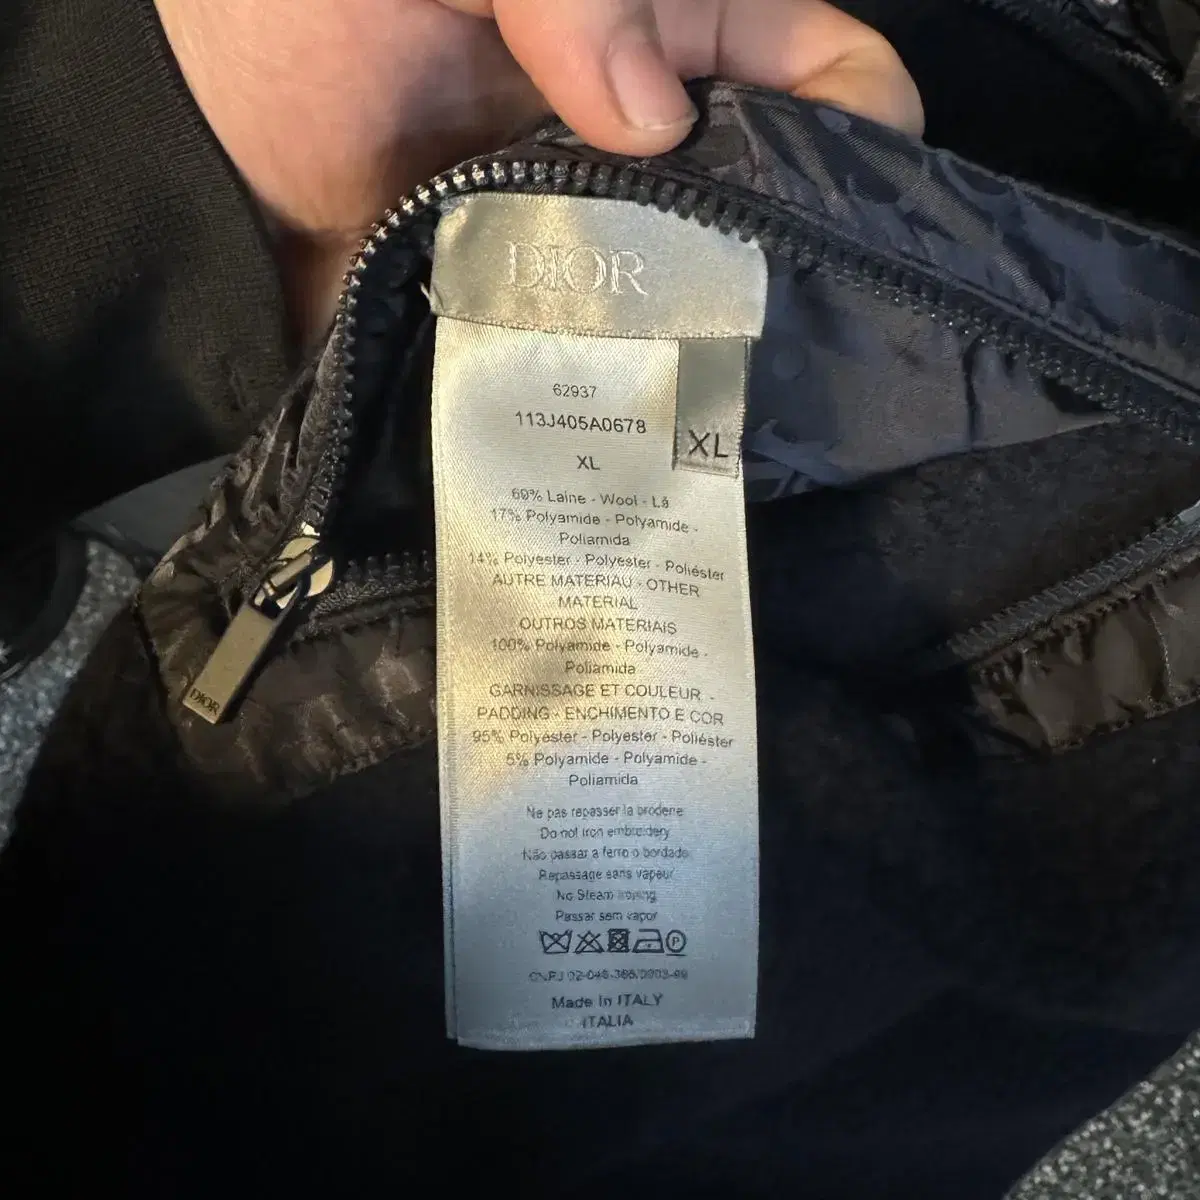 DIOR
62937
113J405A0678
XL
XL
69% Laine - Wool - Lã
17% Polyamide - Polyamide -
Poliamida
14% Polyester - Polyester - Poliéster
AUTRE MATERIAU - OTHER
MATERIAL
OUTROS MATERIAIS
100% Polyamide - Polyamide -
Poliamida
GARNISSAGE ET COULEUR -
PADDING - ENCHIMENTO E COR
95% Polyester - Polyester - Poliéster
5% Polyamide - Polyamide -
Poliamida
Ne pas repasser la broderie
Do not iron embroidery
Não passar a ferro o bordado
Repassage sans vapeur
No Steam ironing
Passar sem vapor
P
CNPJ
Made in ITALY
ITALIA
DIOR